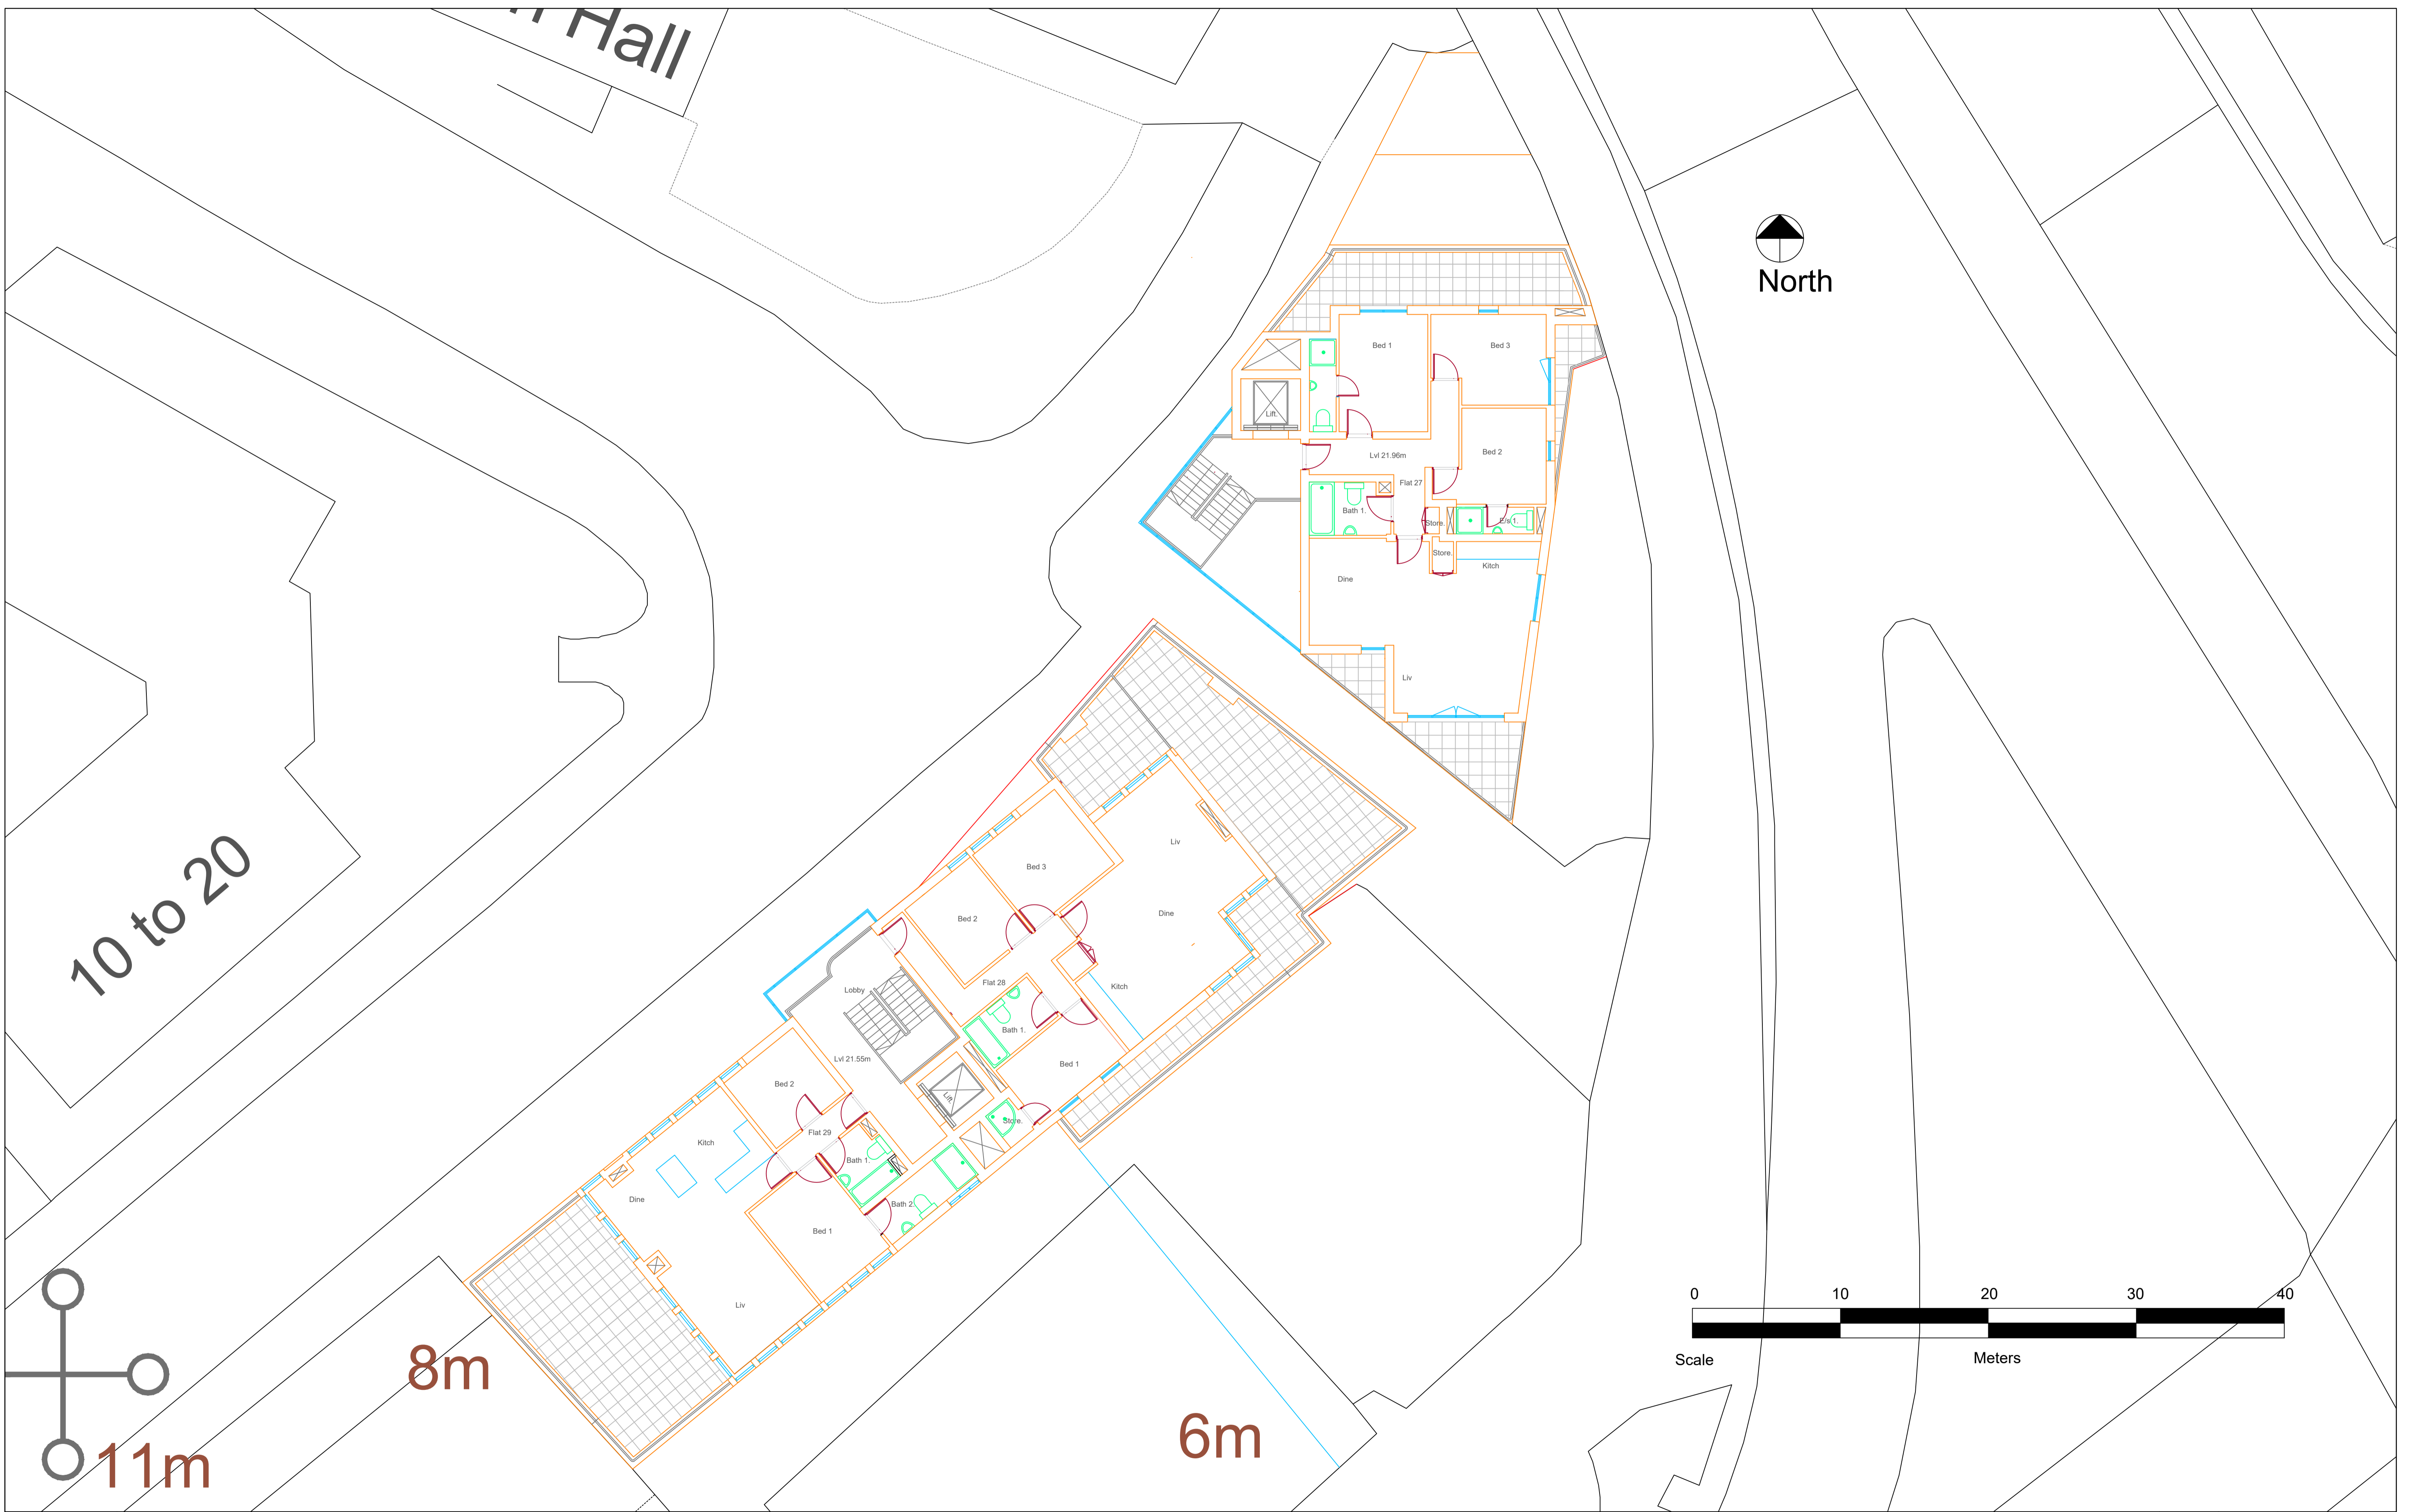 Hall
North
Bed 1
Bed 3
Lift.
Lvl 21.96m
Bed 2
Flat 27
Bath 1.
Store.
E/s 1.
Store.
Kitch
Dine
Liv
Liv
Bed 3
Dine
Bed 2
Flat 28
Kitch
Lobby
Bath 1.
Lvl 21.55m
Bed 1
Bed 2
Lift.
Store.
Flat 29
Kitch
Bath 1.
Dine
Bath 2.
Bed 1
Liv
10 to 20
0 10 20 30 40
Scale Meters
8m
6m
11m